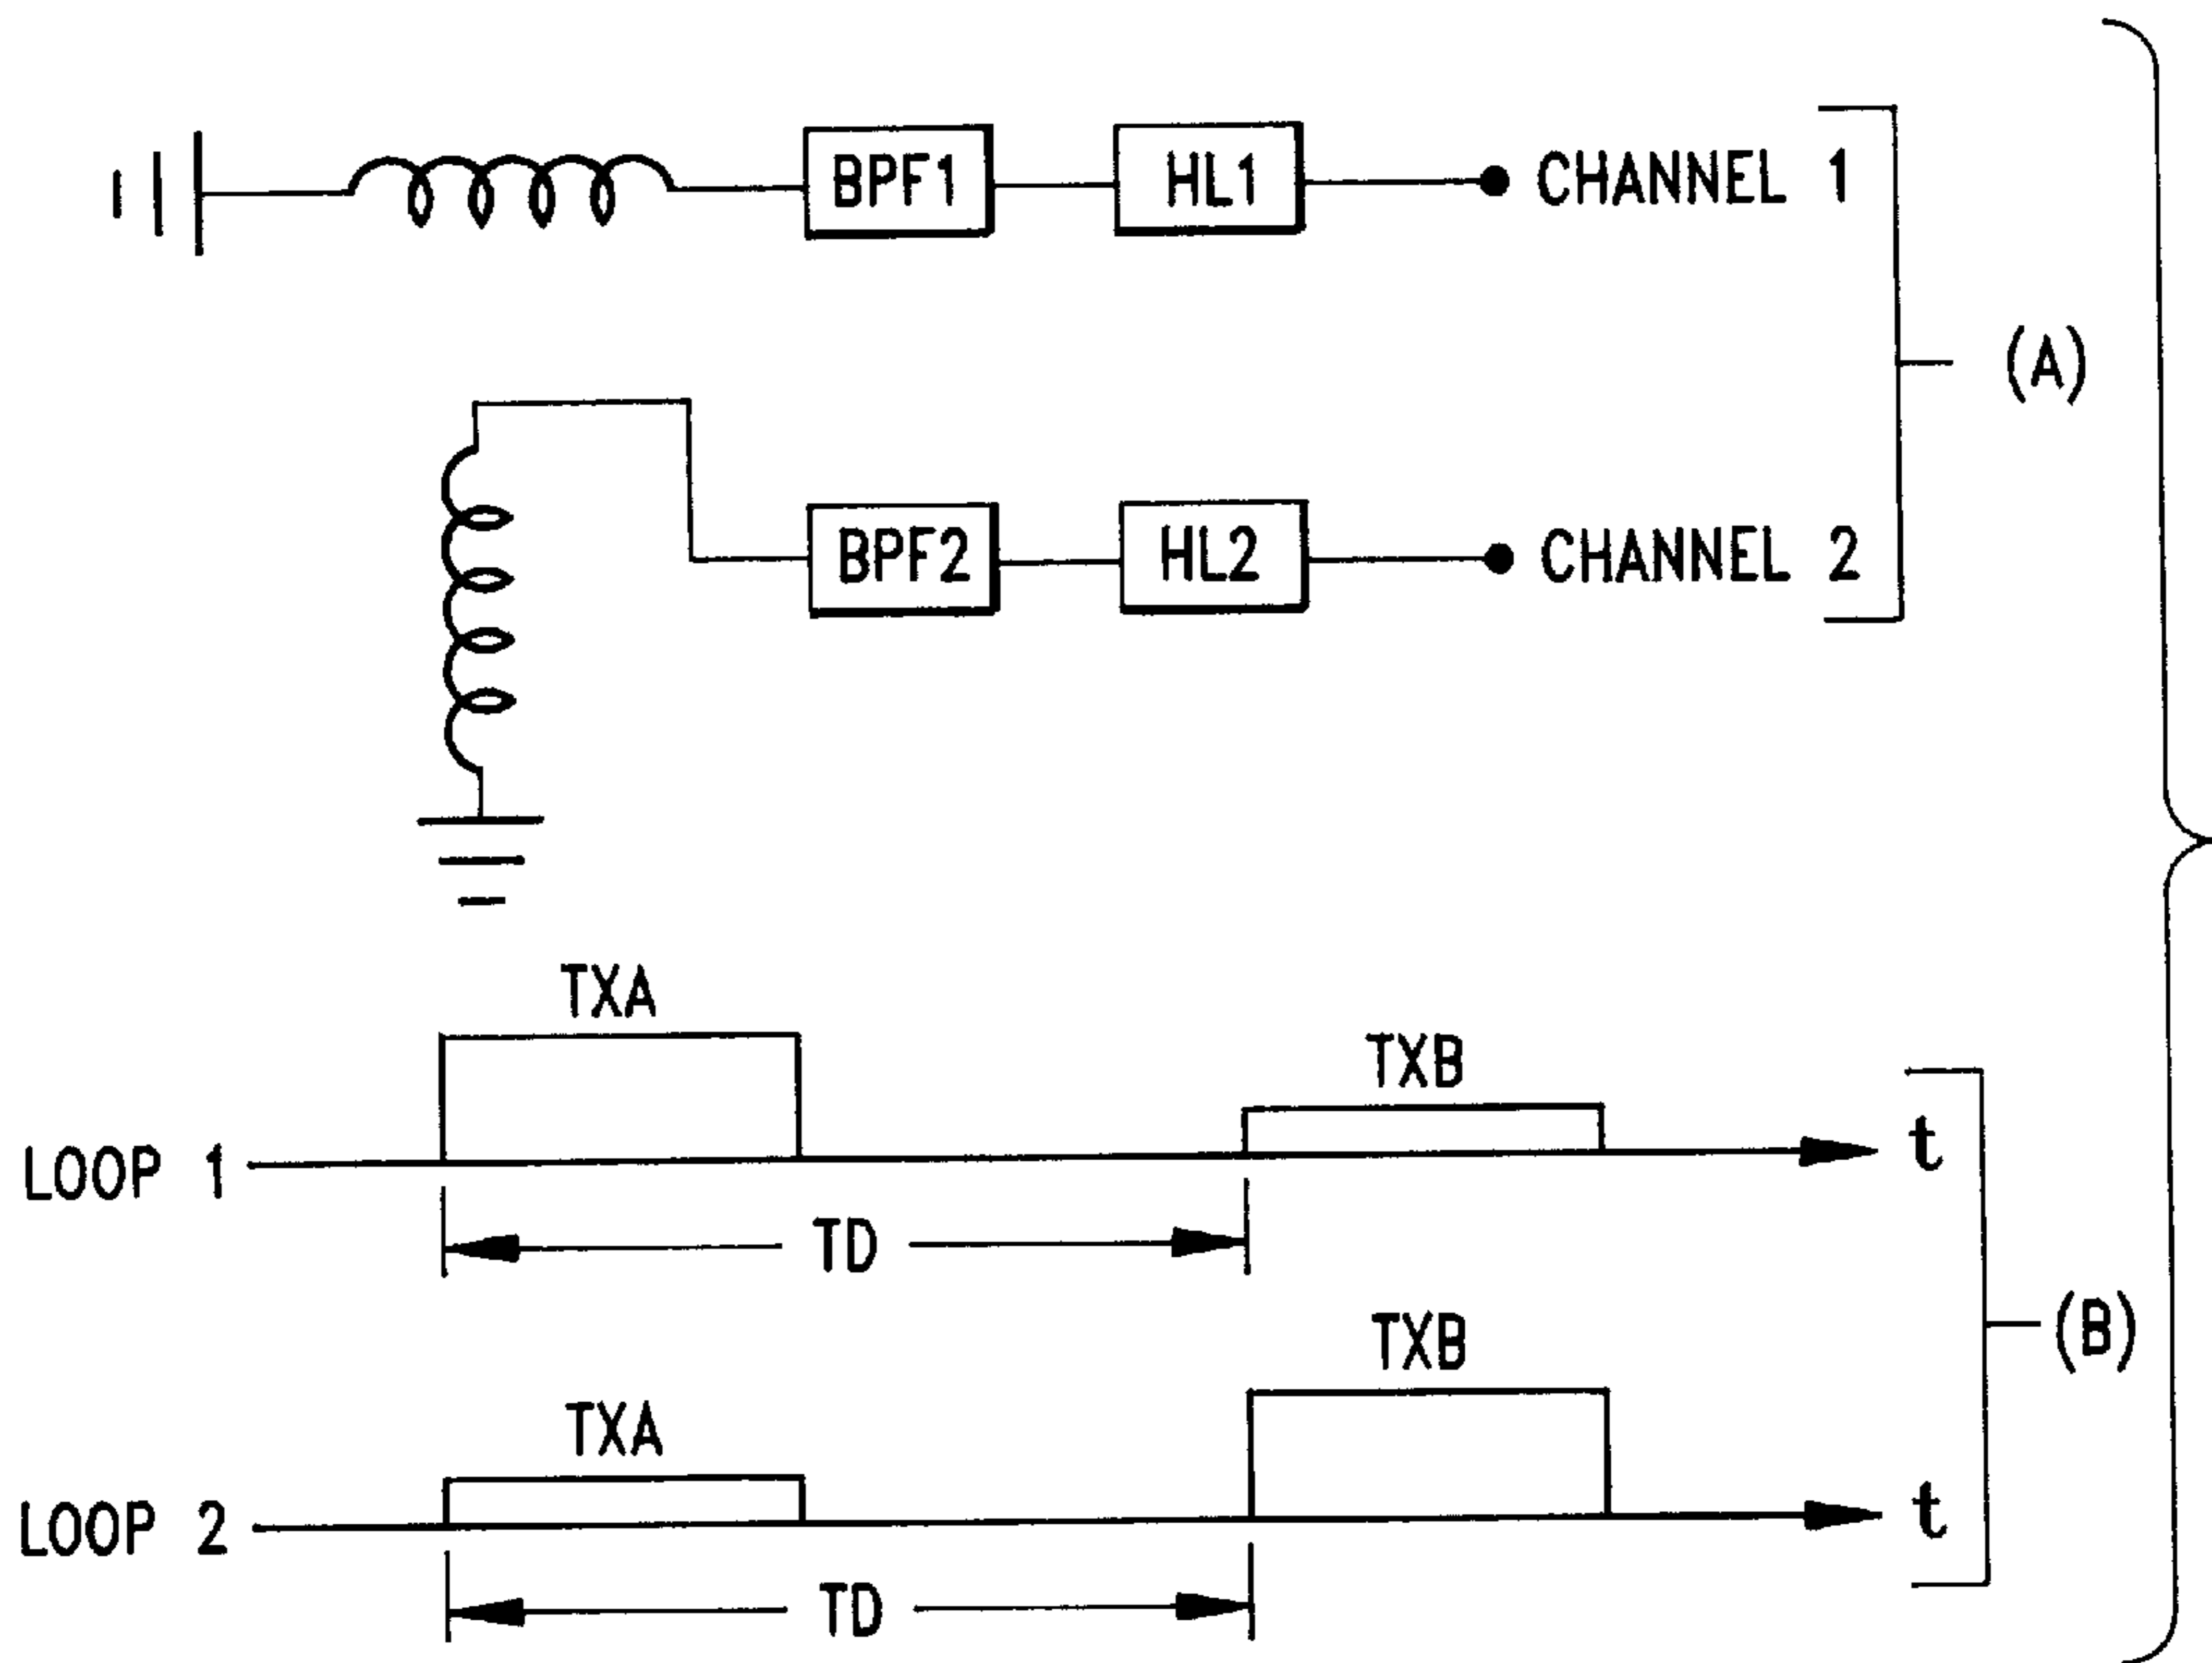 BPF1 HL1 CHANNEL 1
(A)
BPF2 HL2 CHANNEL 2
TXA
TXB
LOOP 1 t
TD
(B)
TXB
TXA
LOOP 2 t
TD